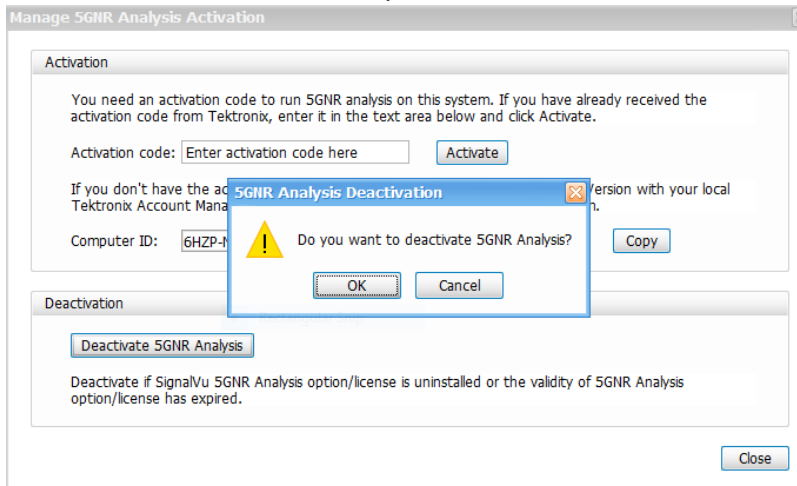 Manage 5GNR Analysis Activation
Activation
You need an activation code to run 5GNR analysis on this system. If you have already received the
activation code from Tektronix, enter it in the text area below and click Activate.
Activation code: Enter activation code here Activate
If you don't have the with your local
Tektronix Account
Computer ID: Copy
5GNR Analysis Deactivation
Do you want to deactivate 5GNR Analysis?
OK Cancel
Deactivation
Deactivate 5GNR Analysis
Deactivate if SignalVu 5GNR Analysis option/license is uninstalled or the validity of 5GNR Analysis
option/license has expired.
Close